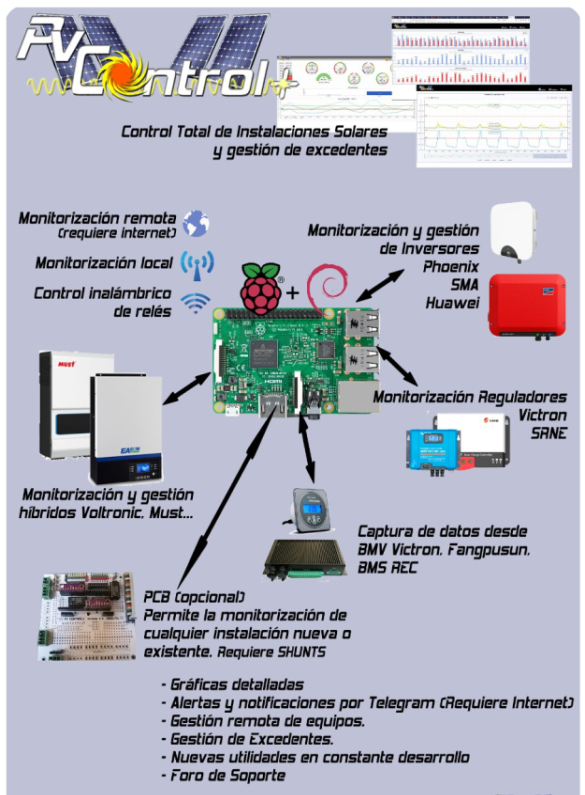 PVControl+
Control Total de Instalaciones Solares
y gestión de excedentes
Monitorización remota
(requiere internet)
Monitorización local
Control inalámbrico
de relés
Monitorización y gestión
de Inversores
Phoenix
SMA
Huawei
+
HDMI
MUST
EASUN
Monitorización Reguladores
Victron
SRNE
Monitorización y gestión
híbridos Voltronic, Must...
Captura de datos desde
BMV Victron, Fangpusun,
BMS REC
PCB (opcional)
Permite la monitorización de
cualquier instalación nueva o
existente. Requiere SHUNTS
- Gráficas detalladas
- Alertas y notificaciones por Telegram (Requiere Internet)
- Gestión remota de equipos.
- Gestión de Excedentes.
- Nuevas utilidades en constante desarrollo
- Foro de Soporte